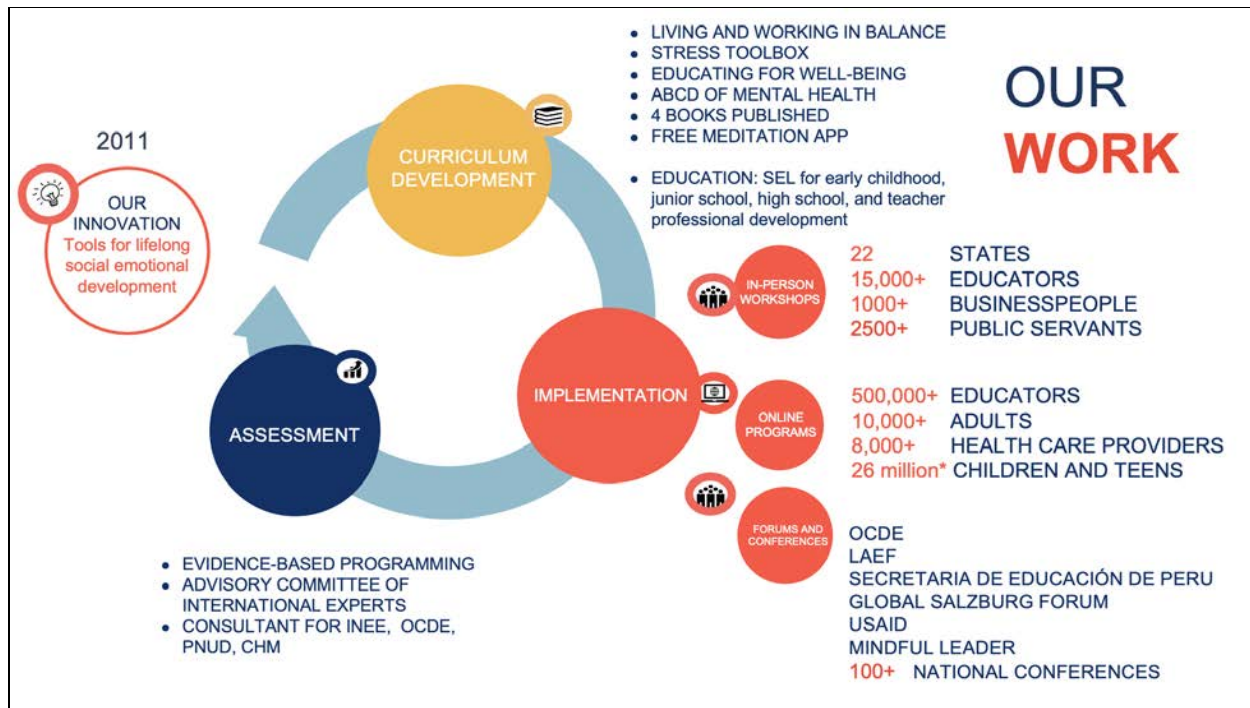 OUR
WORK
2011
OUR
INNOVATION
Tools for lifelong
social emotional
development
CURRICULUM
DEVELOPMENT
● LIVING AND WORKING IN BALANCE
● STRESS TOOLBOX
● EDUCATING FOR WELL-BEING
● ABCD OF MENTAL HEALTH
● 4 BOOKS PUBLISHED
● FREE MEDITATION APP
● EDUCATION: SEL for early childhood,
junior school, high school, and teacher
professional development
IMPLEMENTATION
IN-PERSON
WORKSHOPS
22 STATES
15,000+ EDUCATORS
1000+ BUSINESSPEOPLE
2500+ PUBLIC SERVANTS
ONLINE
PROGRAMS
500,000+ EDUCATORS
10,000+ ADULTS
8,000+ HEALTH CARE PROVIDERS
26 million* CHILDREN AND TEENS
FORUMS AND
CONFERENCES
OCDE
LAEF
SECRETARIA DE EDUCACIÓN DE PERU
GLOBAL SALZBURG FORUM
USAID
MINDFUL LEADER
100+ NATIONAL CONFERENCES
ASSESSMENT
● EVIDENCE-BASED PROGRAMMING
● ADVISORY COMMITTEE OF
INTERNATIONAL EXPERTS
● CONSULTANT FOR INEE, OCDE,
PNUD, CHM